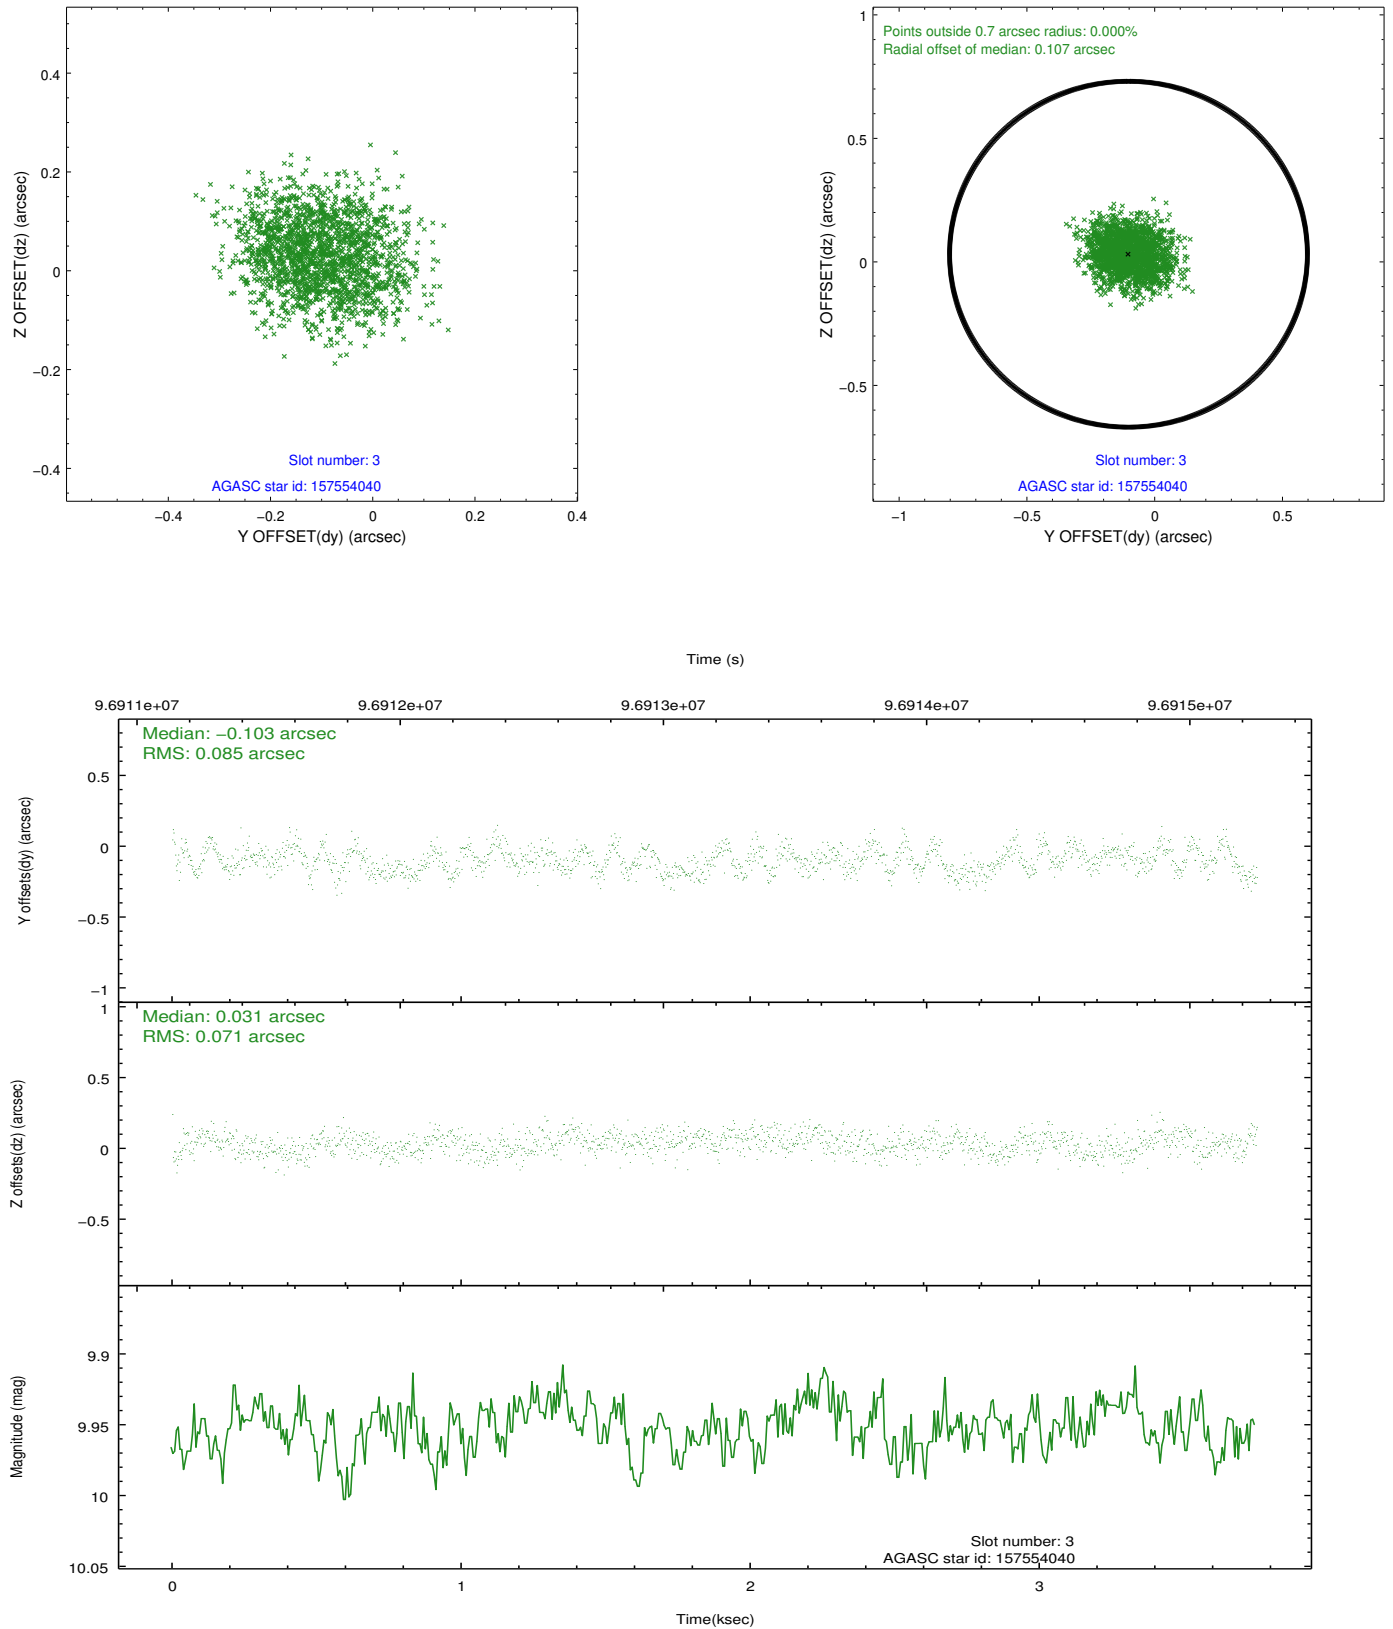 0.4
0.2
0
−0.2
−0.4
Z OFFSET(dz) (arcsec)
Slot number: 3
AGASC star id: 157554040
−0.4 −0.2 0 0.2 0.4
Y OFFSET(dy) (arcsec)
Points outside 0.7 arcsec radius: 0.000%
Radial offset of median: 0.107 arcsec
1
0.5
0
−0.5
Z OFFSET(dz) (arcsec)
Slot number: 3
AGASC star id: 157554040
−1 −0.5 0 0.5
Y OFFSET(dy) (arcsec)
Time (s)
9.6911e+07 9.6912e+07 9.6913e+07 9.6914e+07 9.6915e+07
Median: −0.103 arcsec
RMS: 0.085 arcsec
0.5
0
−0.5
−1
Y offsets(dy) (arcsec)
Median: 0.031 arcsec
RMS: 0.071 arcsec
1
0.5
0
−0.5
Z offsets(dz) (arcsec)
9.9
9.95
10
10.05
Magnitude (mag)
Slot number: 3
AGASC star id: 157554040
0 1 2 3
Time(ksec)